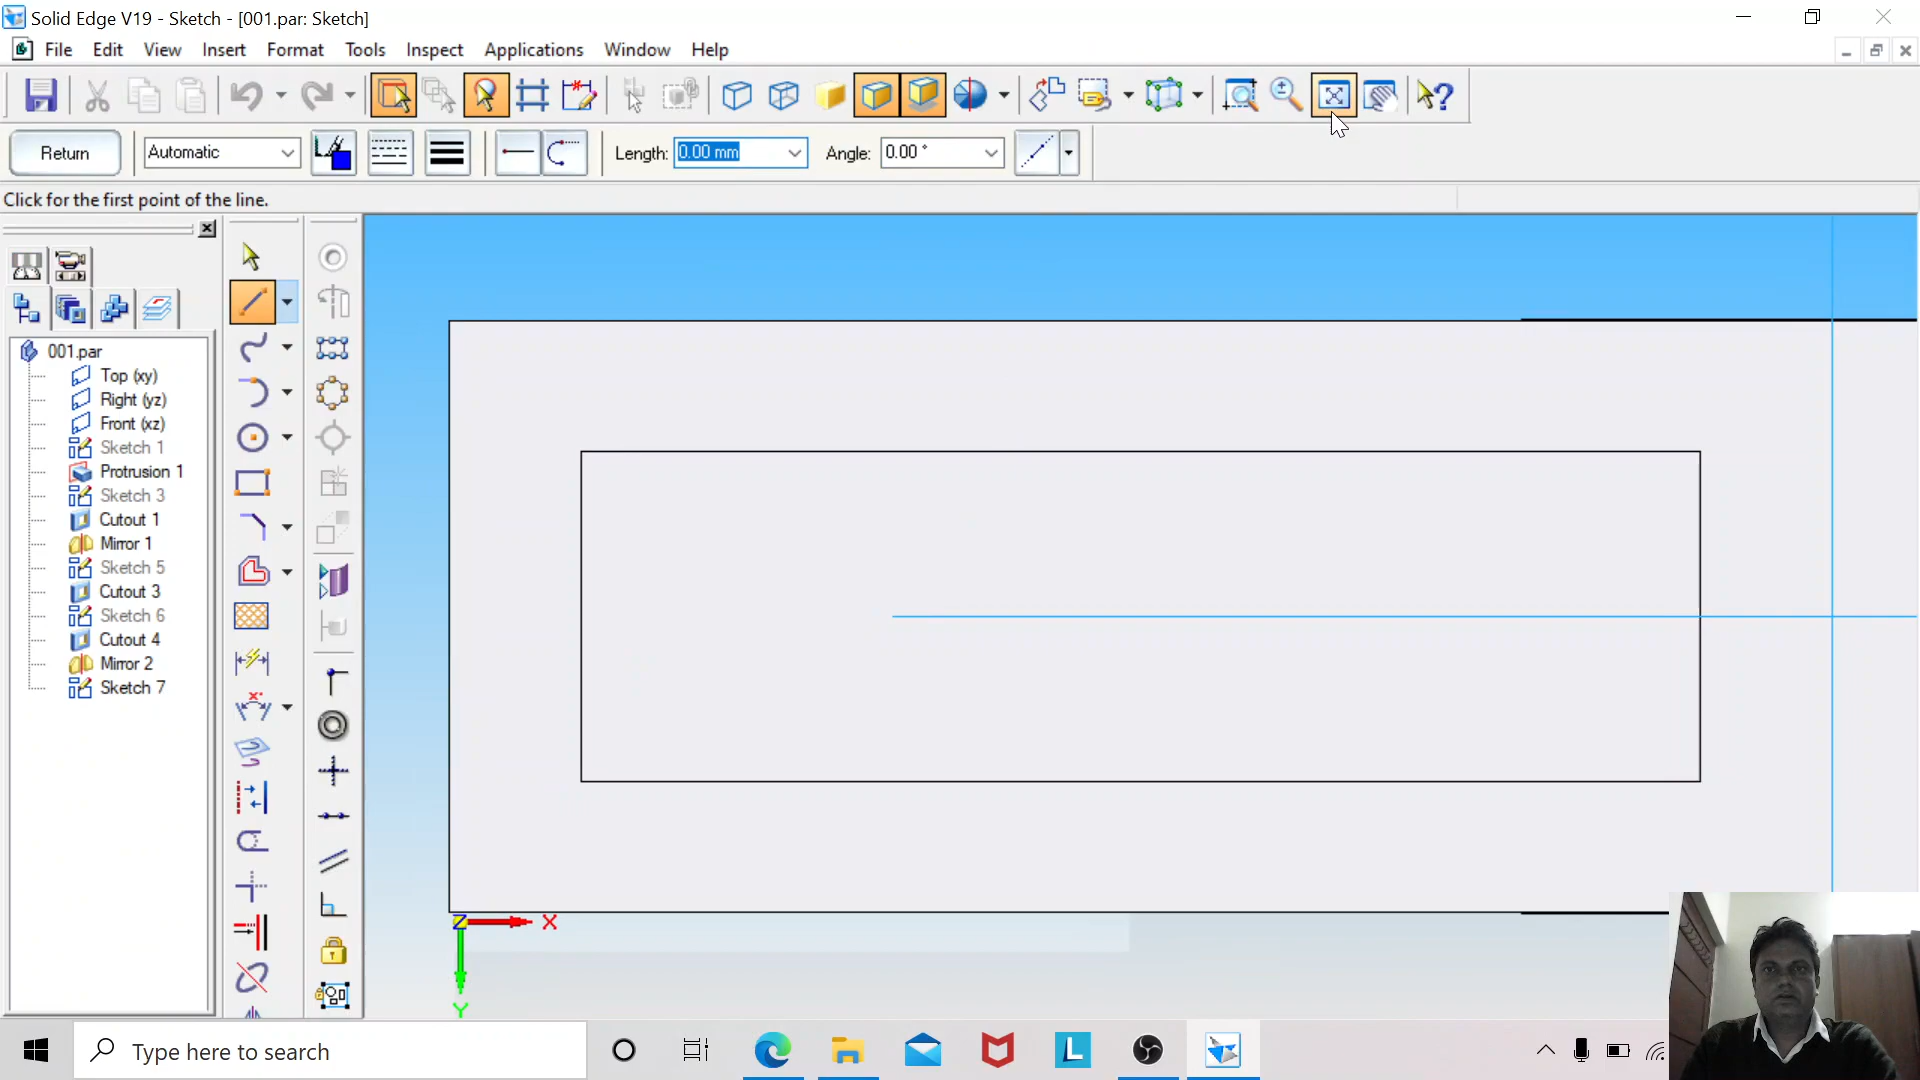 Solid Edge V19 - Sketch - [001.par: Sketch]
File Edit View Insert Format Tools Inspect Applications Window Help
Return Automatic Length: 0.00 mm Angle: 0.00 °
Click for the first point of the line.
001.par
Top (xy)
Right (yz)
Front (xz)
Sketch 1
Protrusion 1
Sketch 3
Cutout 1
Mirror 1
Sketch 5
Cutout 3
Sketch 6
Cutout 4
Mirror 2
Sketch 7
Z X
Y
Type here to search
L